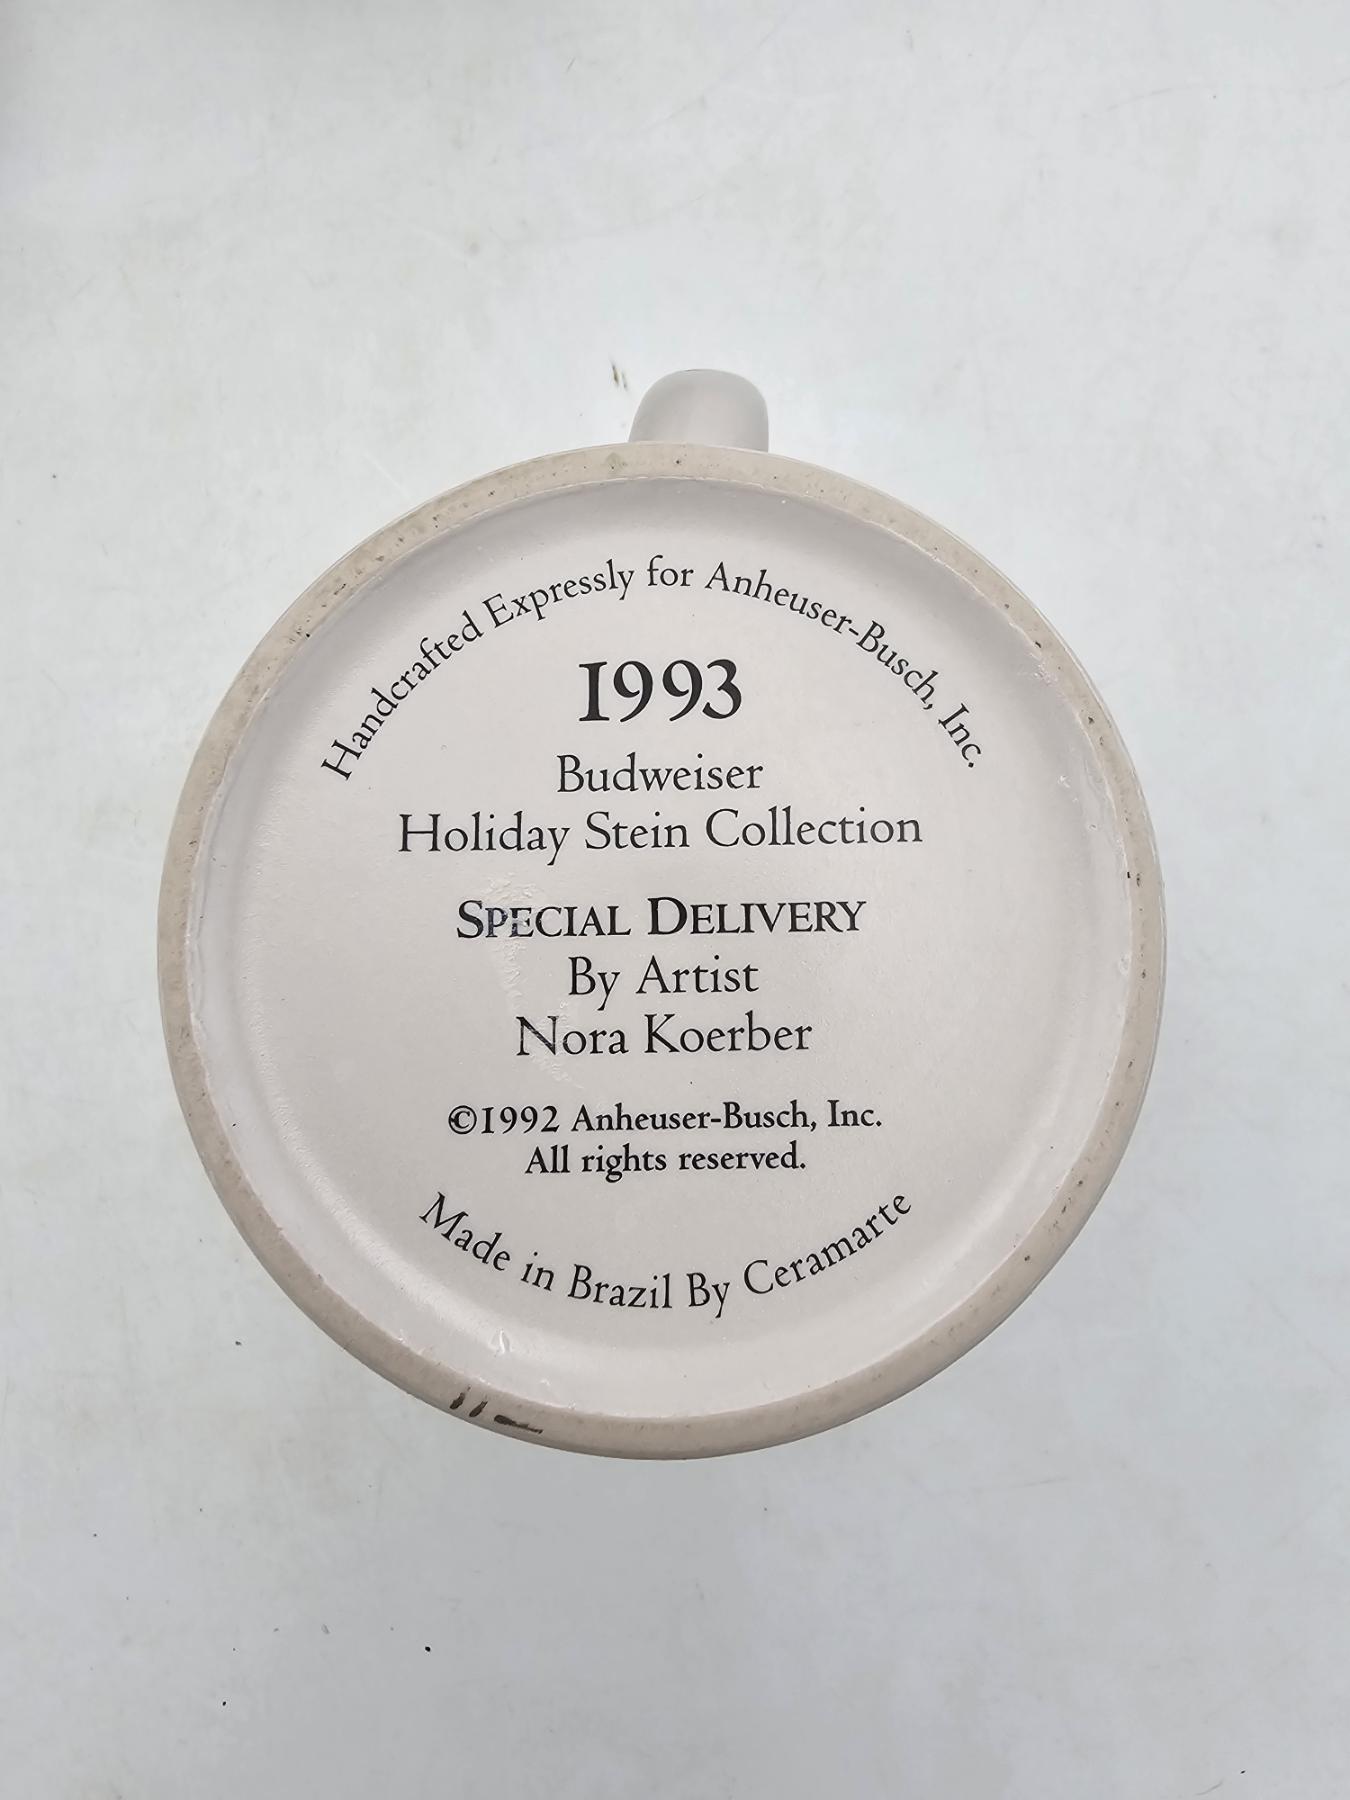 Handcrafted Expressly for Anheuser-Busch, Inc.
1993
Budweiser
Holiday Stein Collection
SPECIAL DELIVERY
By Artist
Nora Koerber
©1992 Anheuser-Busch, Inc.
All rights reserved.
Made in Brazil By Ceramarte